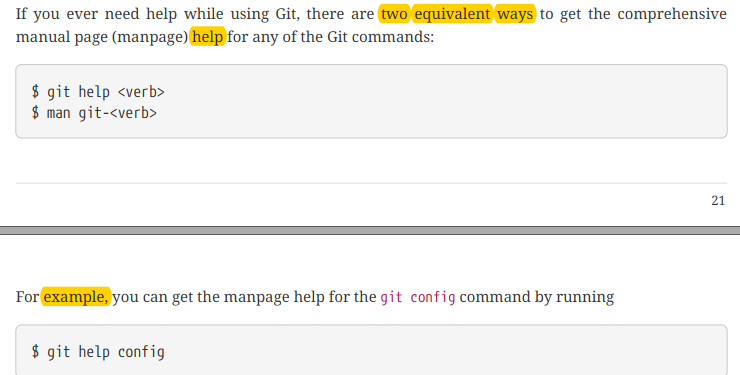 If you ever need help while using Git, there are two equivalent ways to get the comprehensive
manual page (manpage) help for any of the Git commands:
$ git help <verb>
$ man git-<verb>
21
For example, you can get the manpage help for the git config command by running
$ git help config